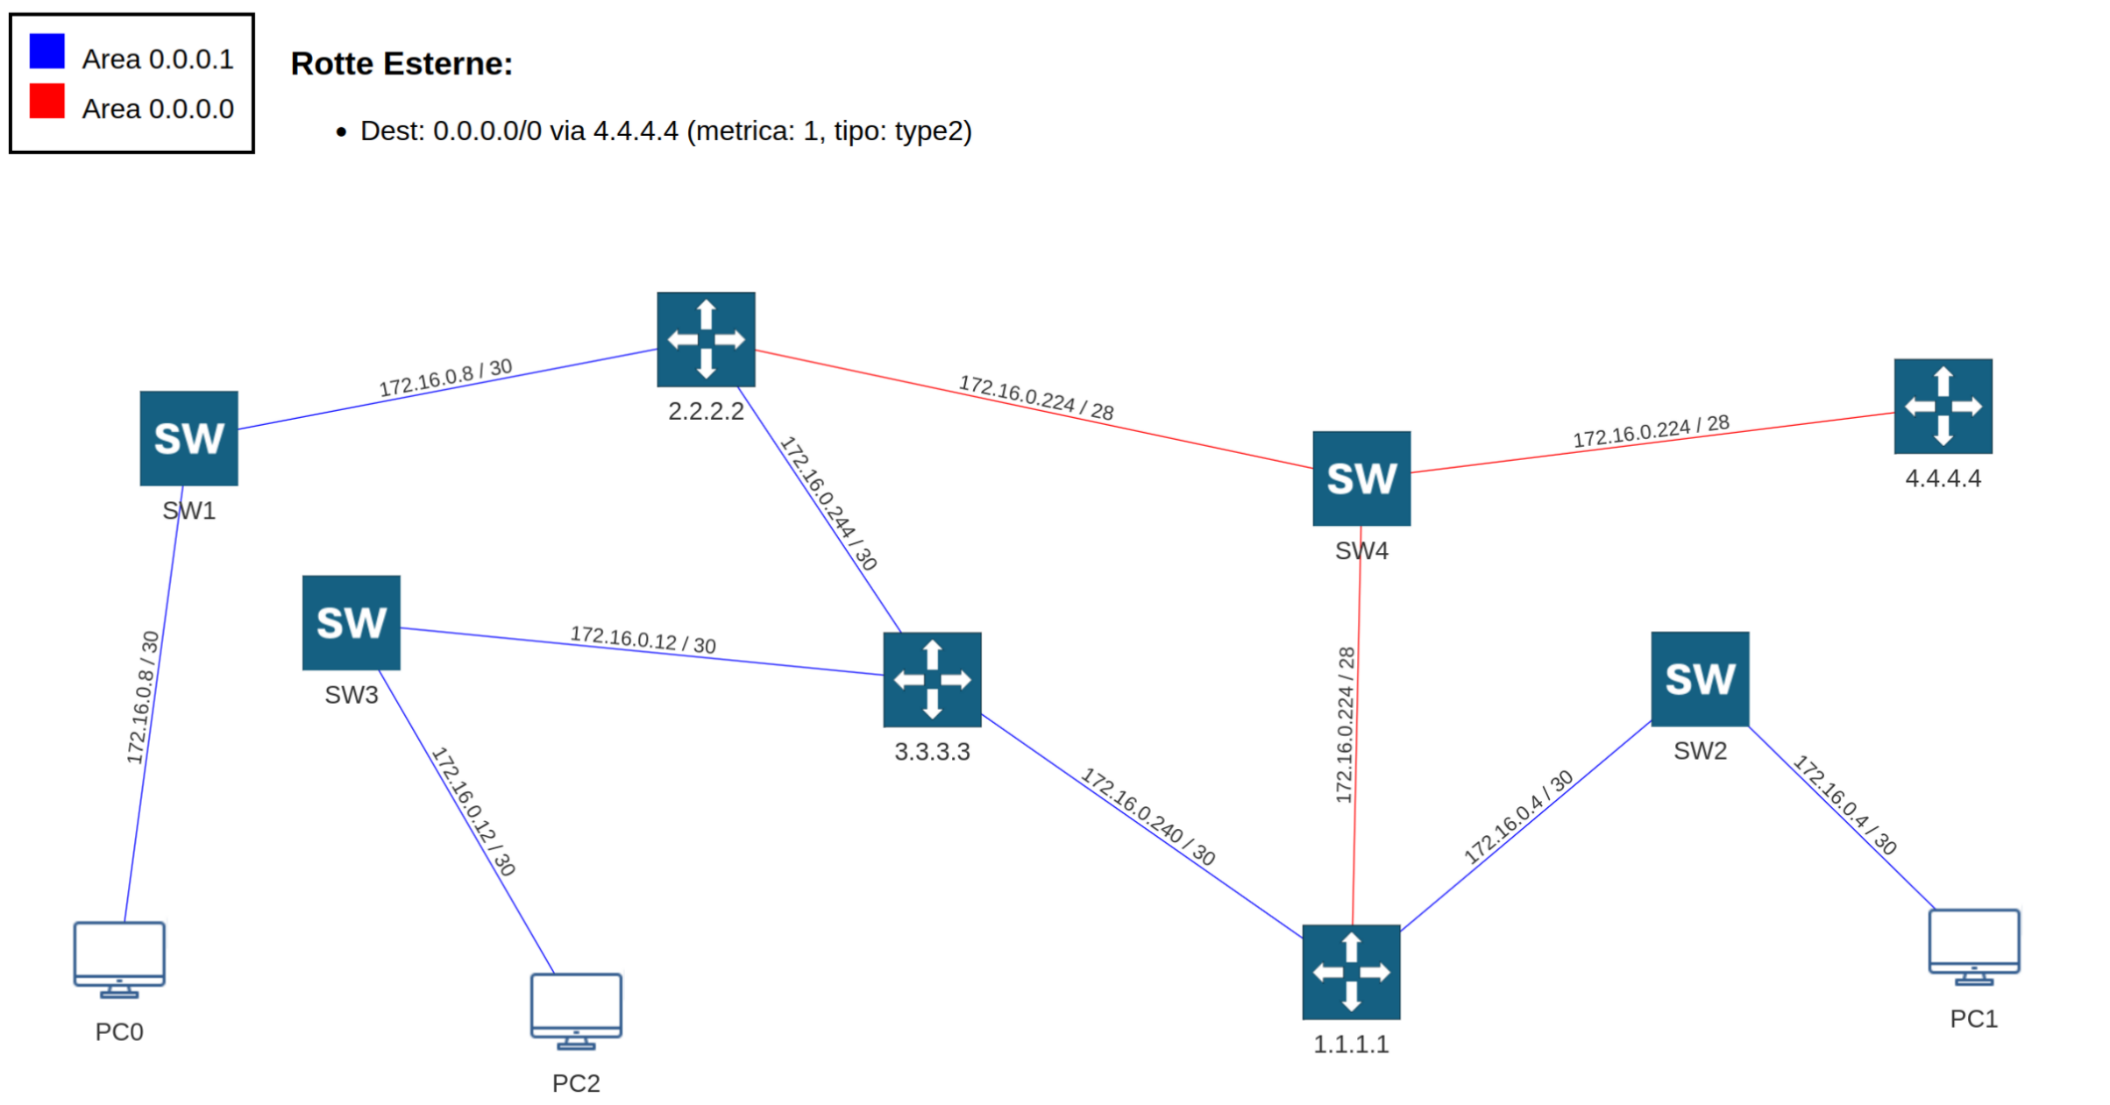 Area 0.0.0.1
Area 0.0.0.0
Rotte Esterne:
• Dest: 0.0.0.0/0 via 4.4.4.4 (metrica: 1, tipo: type2)
172.16.0.8 / 30
2.2.2.2
172.16.0.224 / 28
172.16.0.224 / 28
4.4.4.4
SW
SW1
SW
SW4
172.16.0.244 / 30
172.16.0.8 / 30
SW
SW3
172.16.0.12 / 30
3.3.3.3
172.16.0.224 / 28
SW
SW2
172.16.0.12 / 30
172.16.0.240 / 30
172.16.0.4 / 30
172.16.0.4 / 30
PC0
PC2
1.1.1.1
PC1